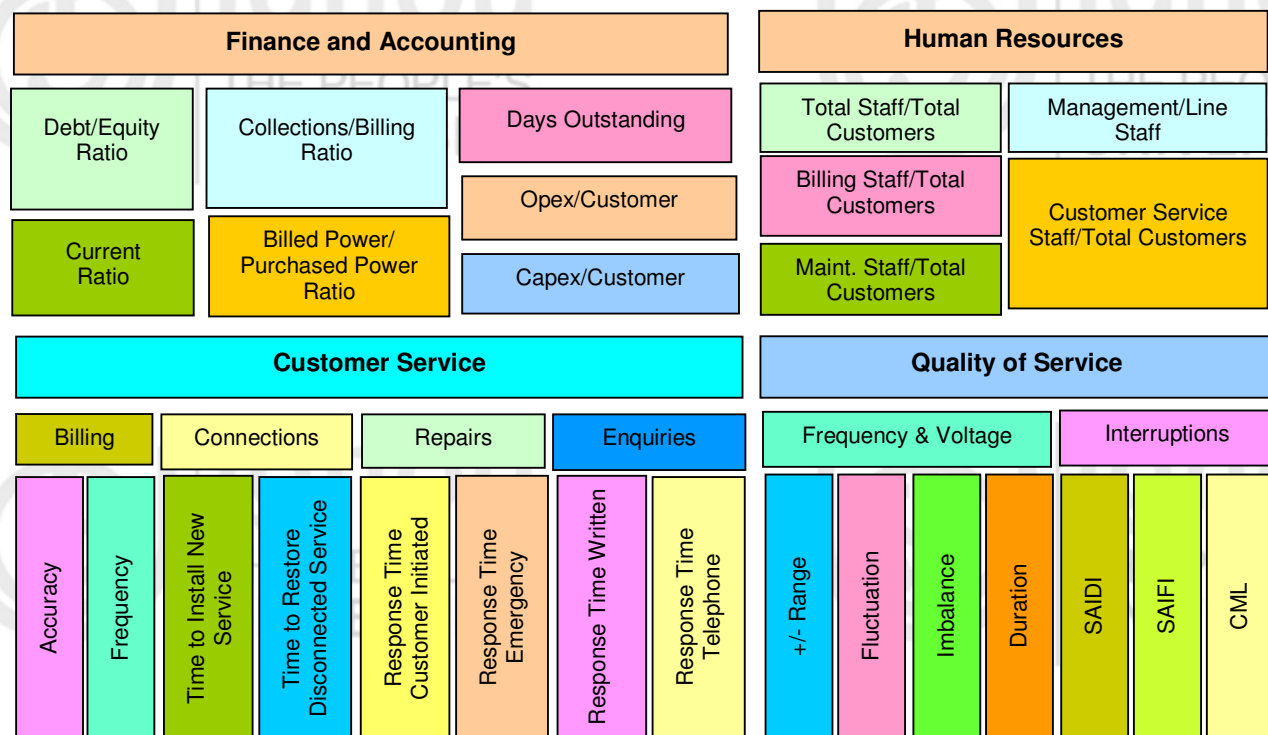 Finance and Accounting
Human Resources
THE PEOPLE'S
Debt/Equity
Ratio
Collections/Billing
Ratio
Days Outstanding
Opex/Customer
Capex/Customer
Current
Ratio
Billed Power/
Purchased Power
Ratio
Total Staff/Total
Customers
Management/Line
Staff
Billing Staff/Total
Customers
Customer Service
Staff/Total Customers
Maint. Staff/Total
Customers
Customer Service
Quality of Service
Billing
Connections
Repairs
Enquiries
Frequency & Voltage
Interruptions
Accuracy
Frequency
Time to Install New
Service
Time to Restore
Disconnected Service
Response Time
Customer Initiated
Response Time
Emergency
Response Time Written
Response Time
Telephone
+/- Range
Fluctuation
Imbalance
Duration
SAIDI
SAIFI
CML